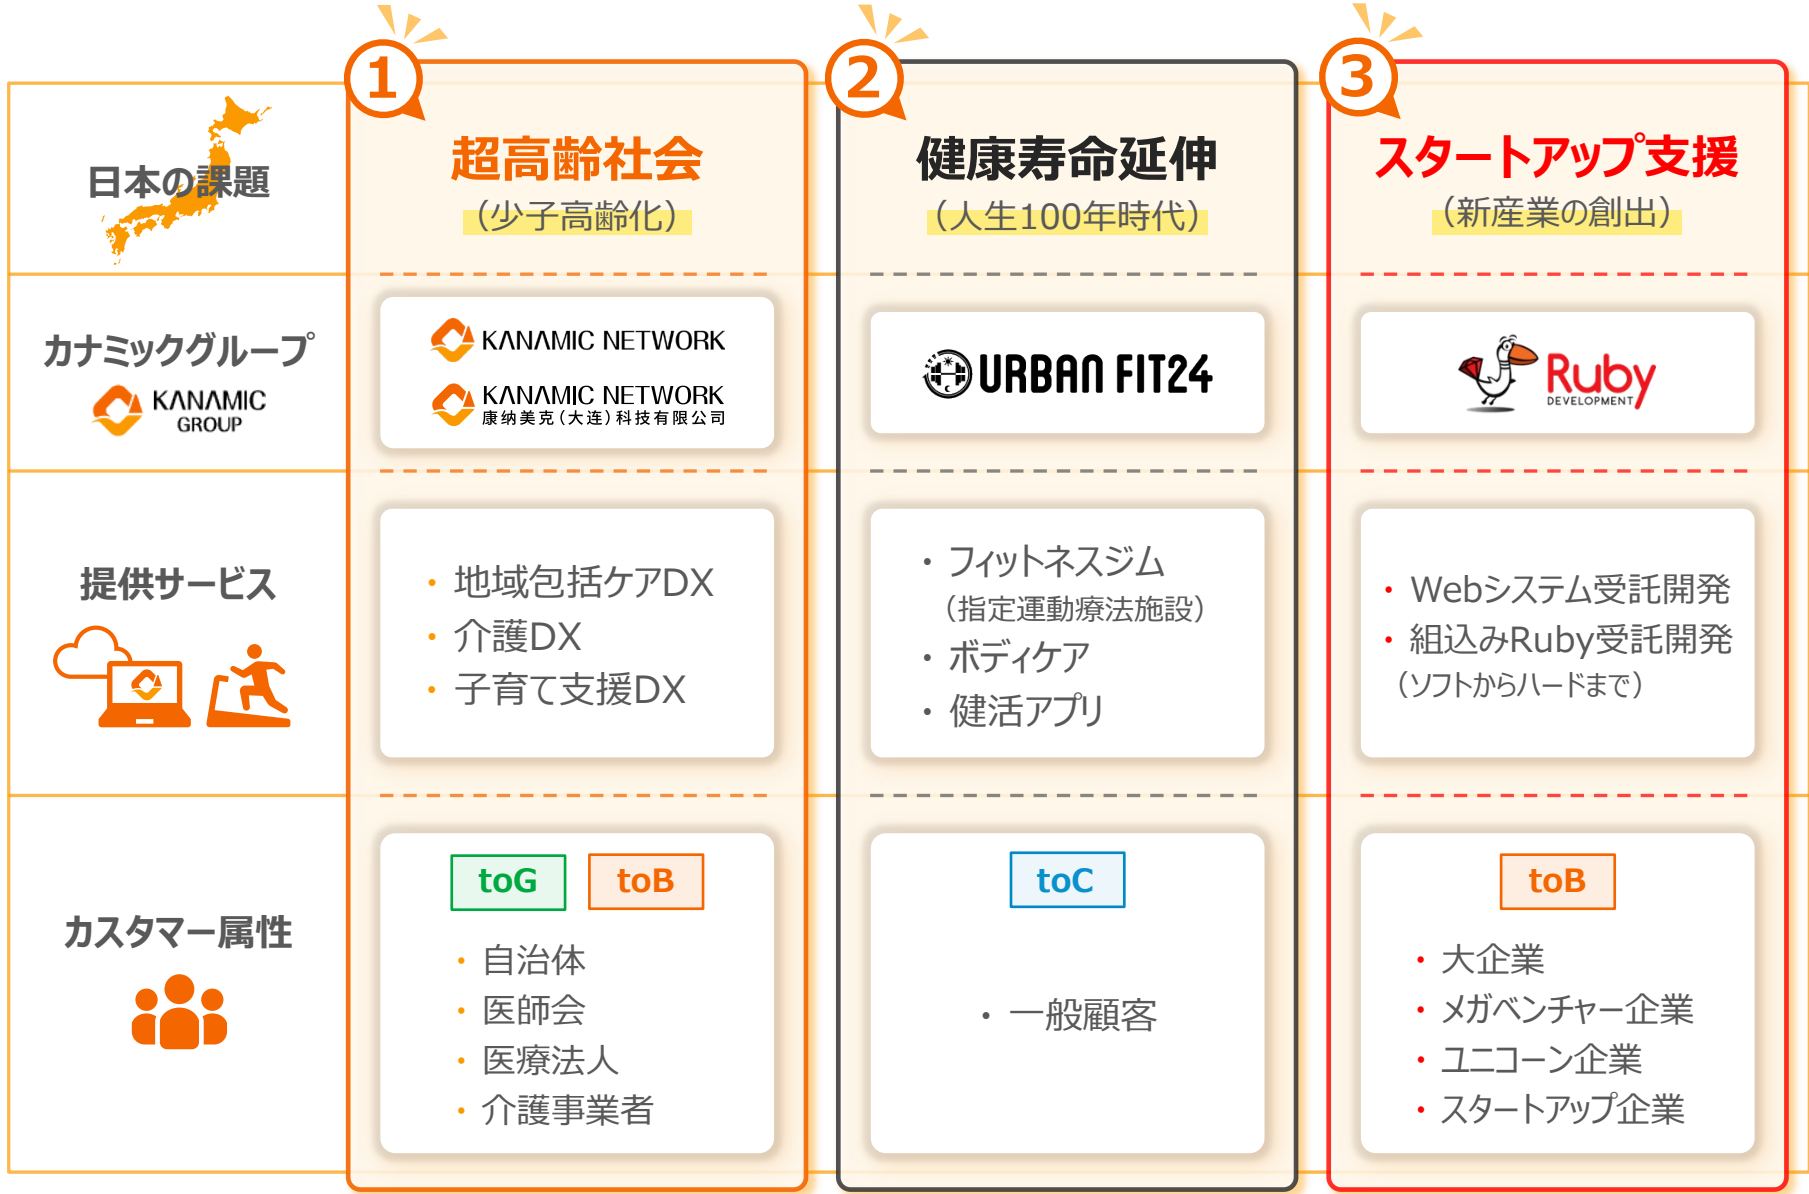 1
2
3
日本の課題
超高齢社会
（少子高齢化）
健康寿命延伸
（人生100年時代）
スタートアップ支援
（新産業の創出）
カナミックグループ
KANAMIC
GROUP
KANAMIC NETWORK
KANAMIC NETWORK
康纳美克（大连）科技有限公司
URBAN FIT24
Ruby
DEVELOPMENT
提供サービス
・地域包括ケアDX
・介護DX
・子育て支援DX
・フィットネスジム
（指定運動療法施設）
・ボディケア
・健活アプリ
・Webシステム受託開発
・組込みRuby受託開発
（ソフトからハードまで）
カスタマー属性
toG toB
・自治体
・医師会
・医療法人
・介護事業者
toC
・一般顧客
toB
・大企業
・メガベンチャー企業
・ユニコーン企業
・スタートアップ企業